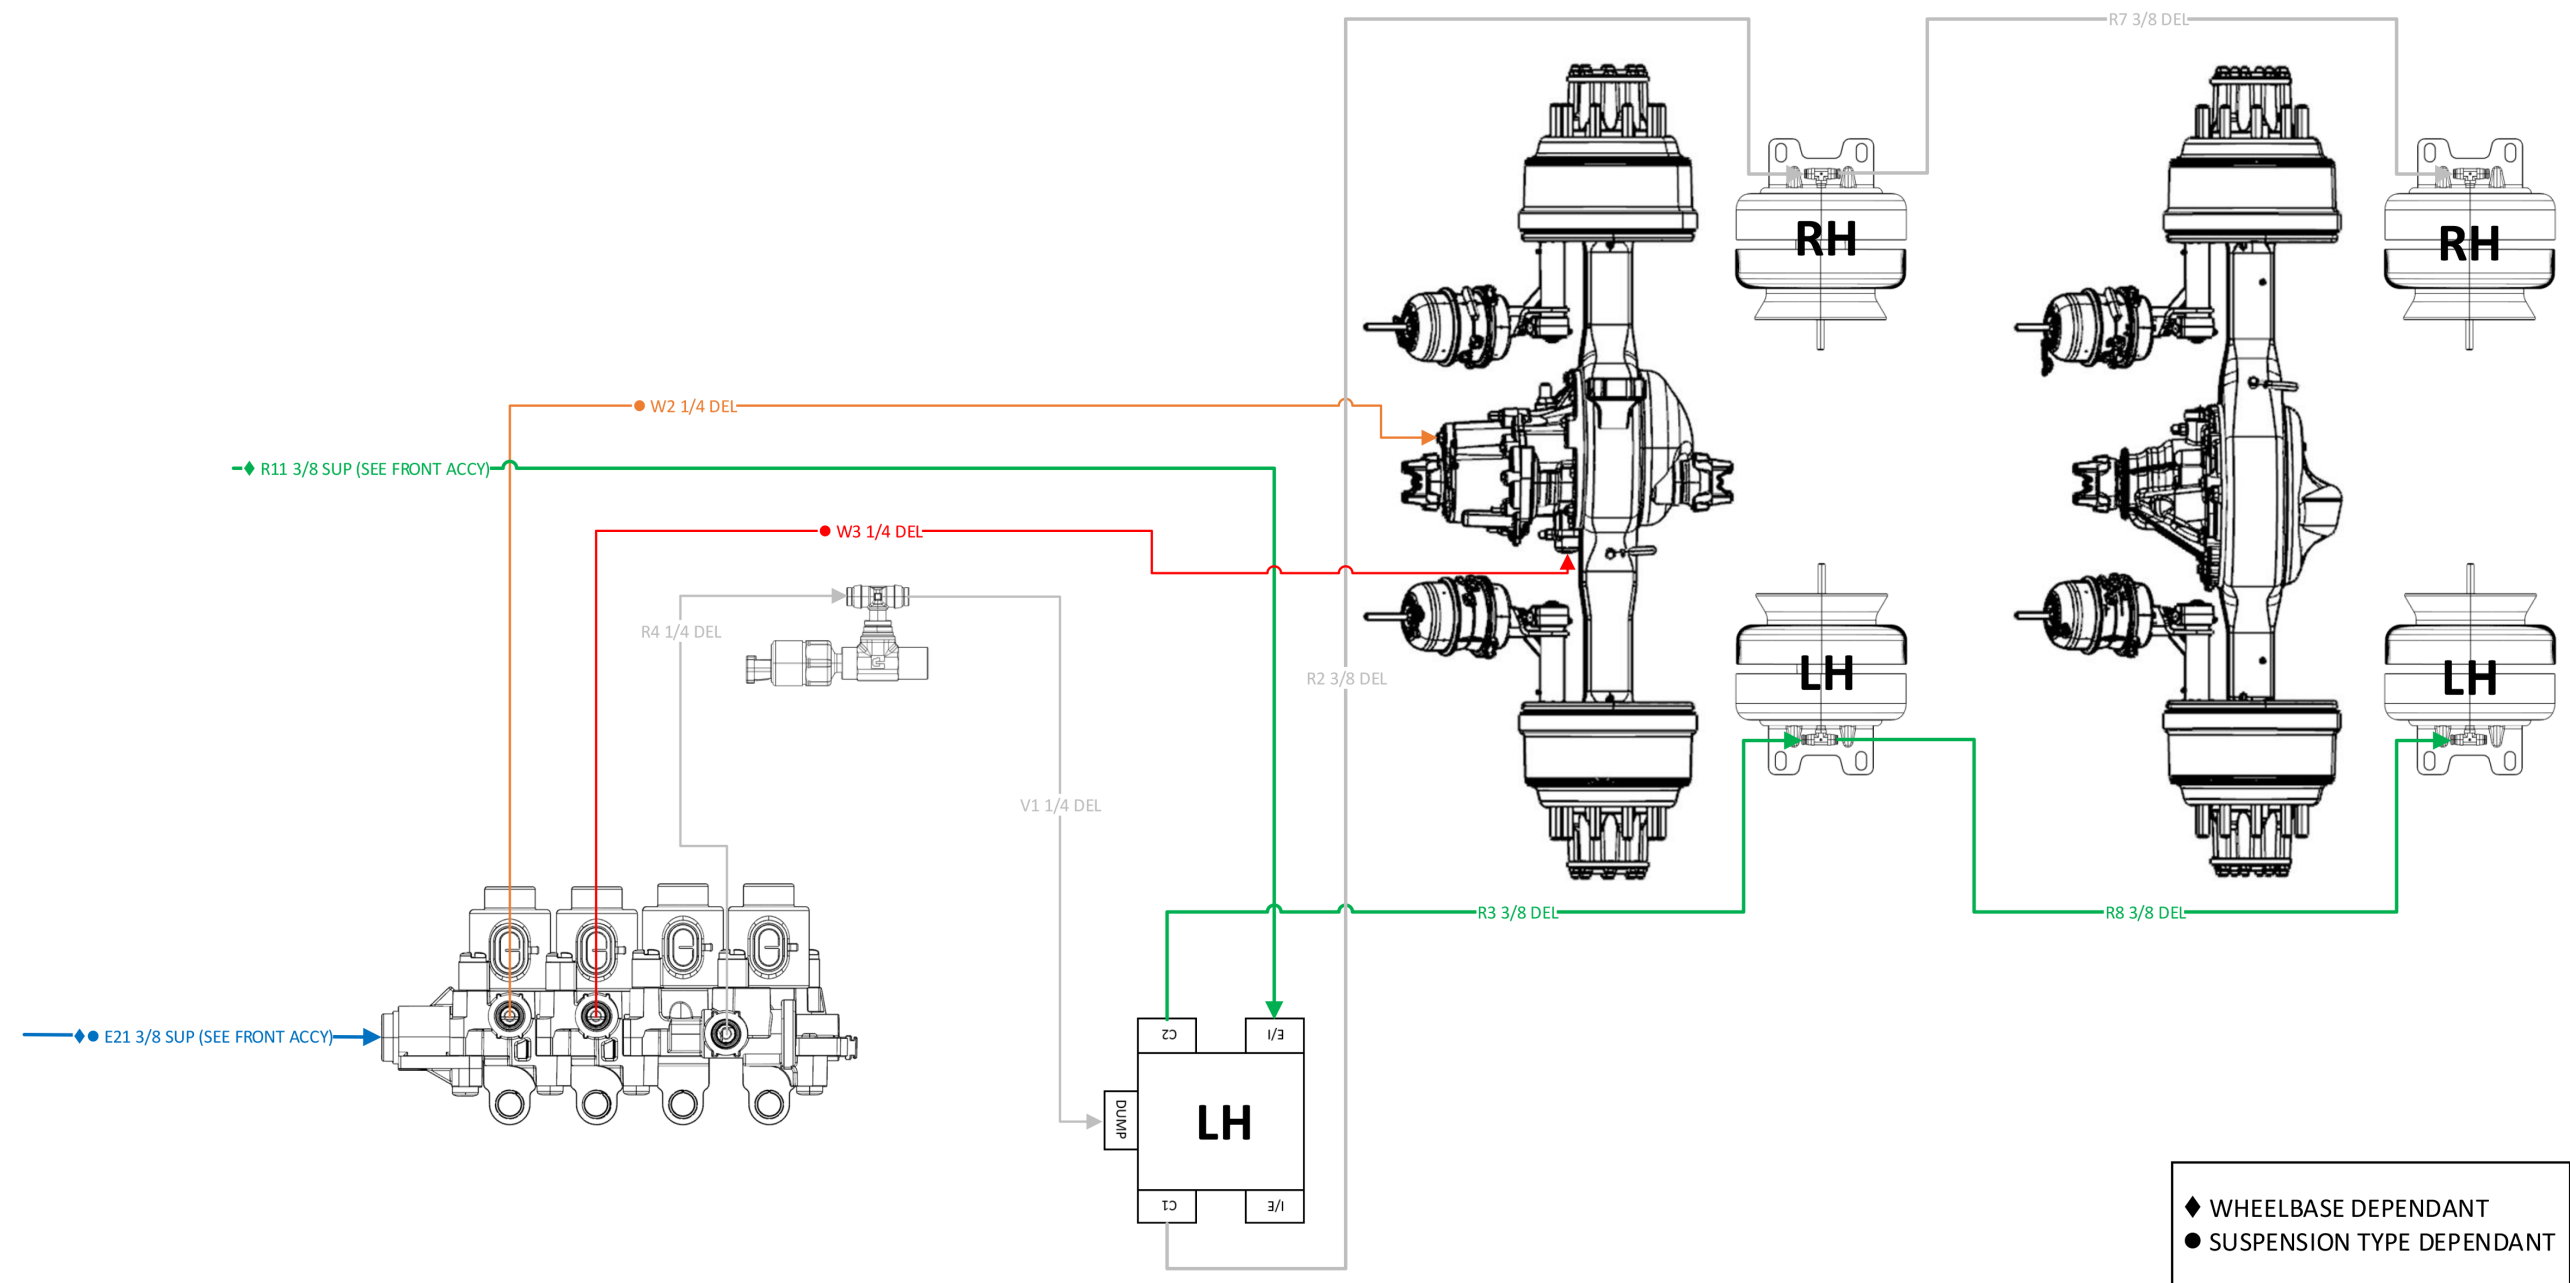 R7 3/8 DEL
RH
RH
W2 1/4 DEL
R11 3/8 SUP (SEE FRONT ACCY)
W3 1/4 DEL
R4 1/4 DEL
R2 3/8 DEL
LH
LH
V1 1/4 DEL
R3 3/8 DEL
R8 3/8 DEL
E21 3/8 SUP (SEE FRONT ACCY)
C2
E/I
DUMP
LH
C1
I/E
WHEELBASE DEPENDANT
SUSPENSION TYPE DEPENDANT